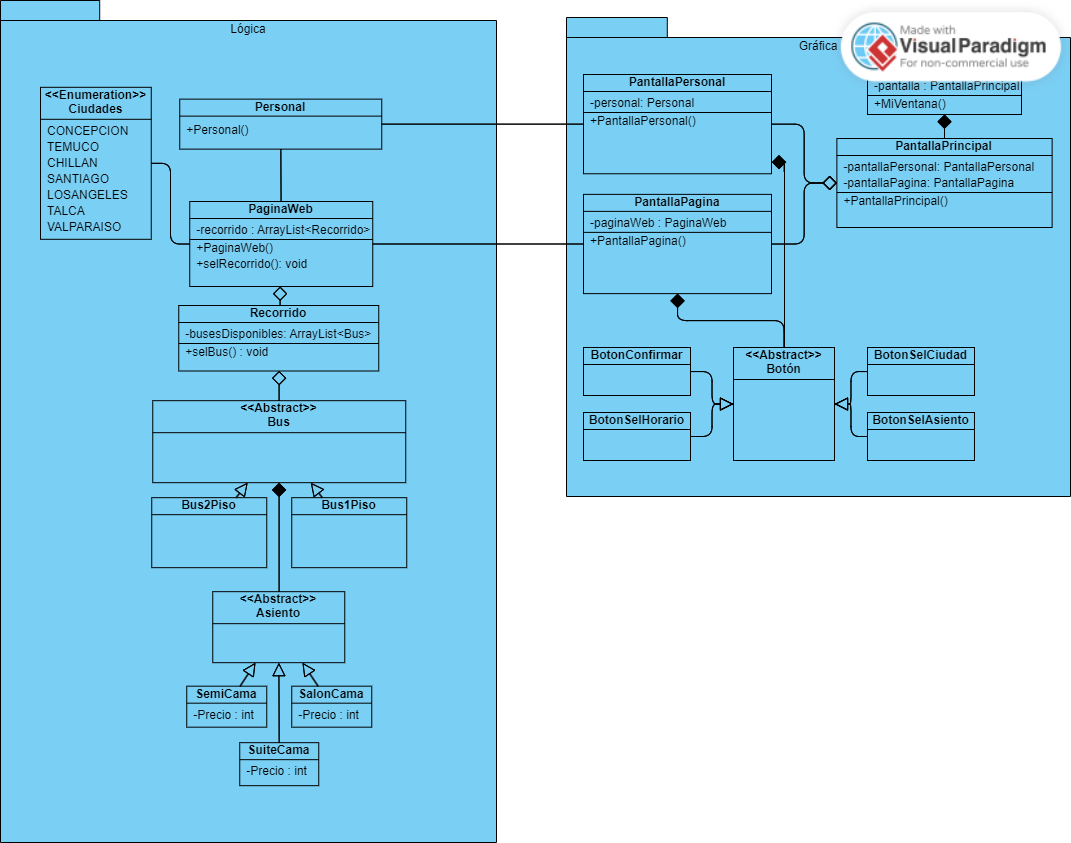 Lógica
<<Enumeration>>
Ciudades
CONCEPCION
TEMUCO
CHILLAN
SANTIAGO
LOSANGELES
TALCA
VALPARAISO
Personal
+Personal()
PaginaWeb
-recorrido : ArrayList<Recorrido>
+PaginaWeb()
+selRecorrido(): void
Recorrido
-busesDisponibles: ArrayList<Bus>
+selBus() : void
<<Abstract>>
Bus
Bus2Piso
Bus1Piso
<<Abstract>>
Asiento
SemiCama
-Precio : int
SalonCama
-Precio : int
SuiteCama
-Precio : int
Gráfica
Made with
Visual Paradigm
For non-commercial use
PantallaPersonal
-personal: Personal
+PantallaPersonal()
-pantalla : PantallaPrincipal
+MiVentana()
PantallaPrincipal
-pantallaPersonal: PantallaPersonal
-pantallaPagina: PantallaPagina
+PantallaPrincipal()
PantallaPagina
-paginaWeb : PaginaWeb
+PantallaPagina()
BotonConfirmar
<<Abstract>>
Botón
BotonSelCiudad
BotonSelHorario
BotonSelAsiento